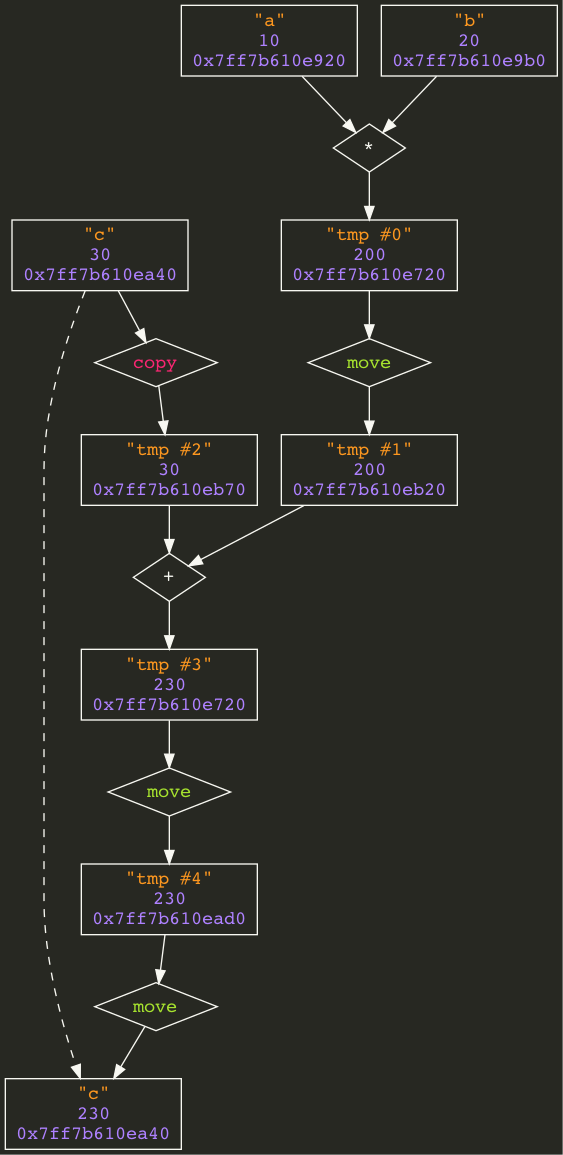 "a"
10
0x7ff7b610e920
"b"
20
0x7ff7b610e9b0
*
"c"
30
0x7ff7b610ea40
"tmp #0"
200
0x7ff7b610e720
copy
move
"tmp #2"
30
0x7ff7b610eb70
"tmp #1"
200
0x7ff7b610eb20
+
"tmp #3"
230
0x7ff7b610e720
move
"tmp #4"
230
0x7ff7b610ead0
move
"c"
230
0x7ff7b610ea40